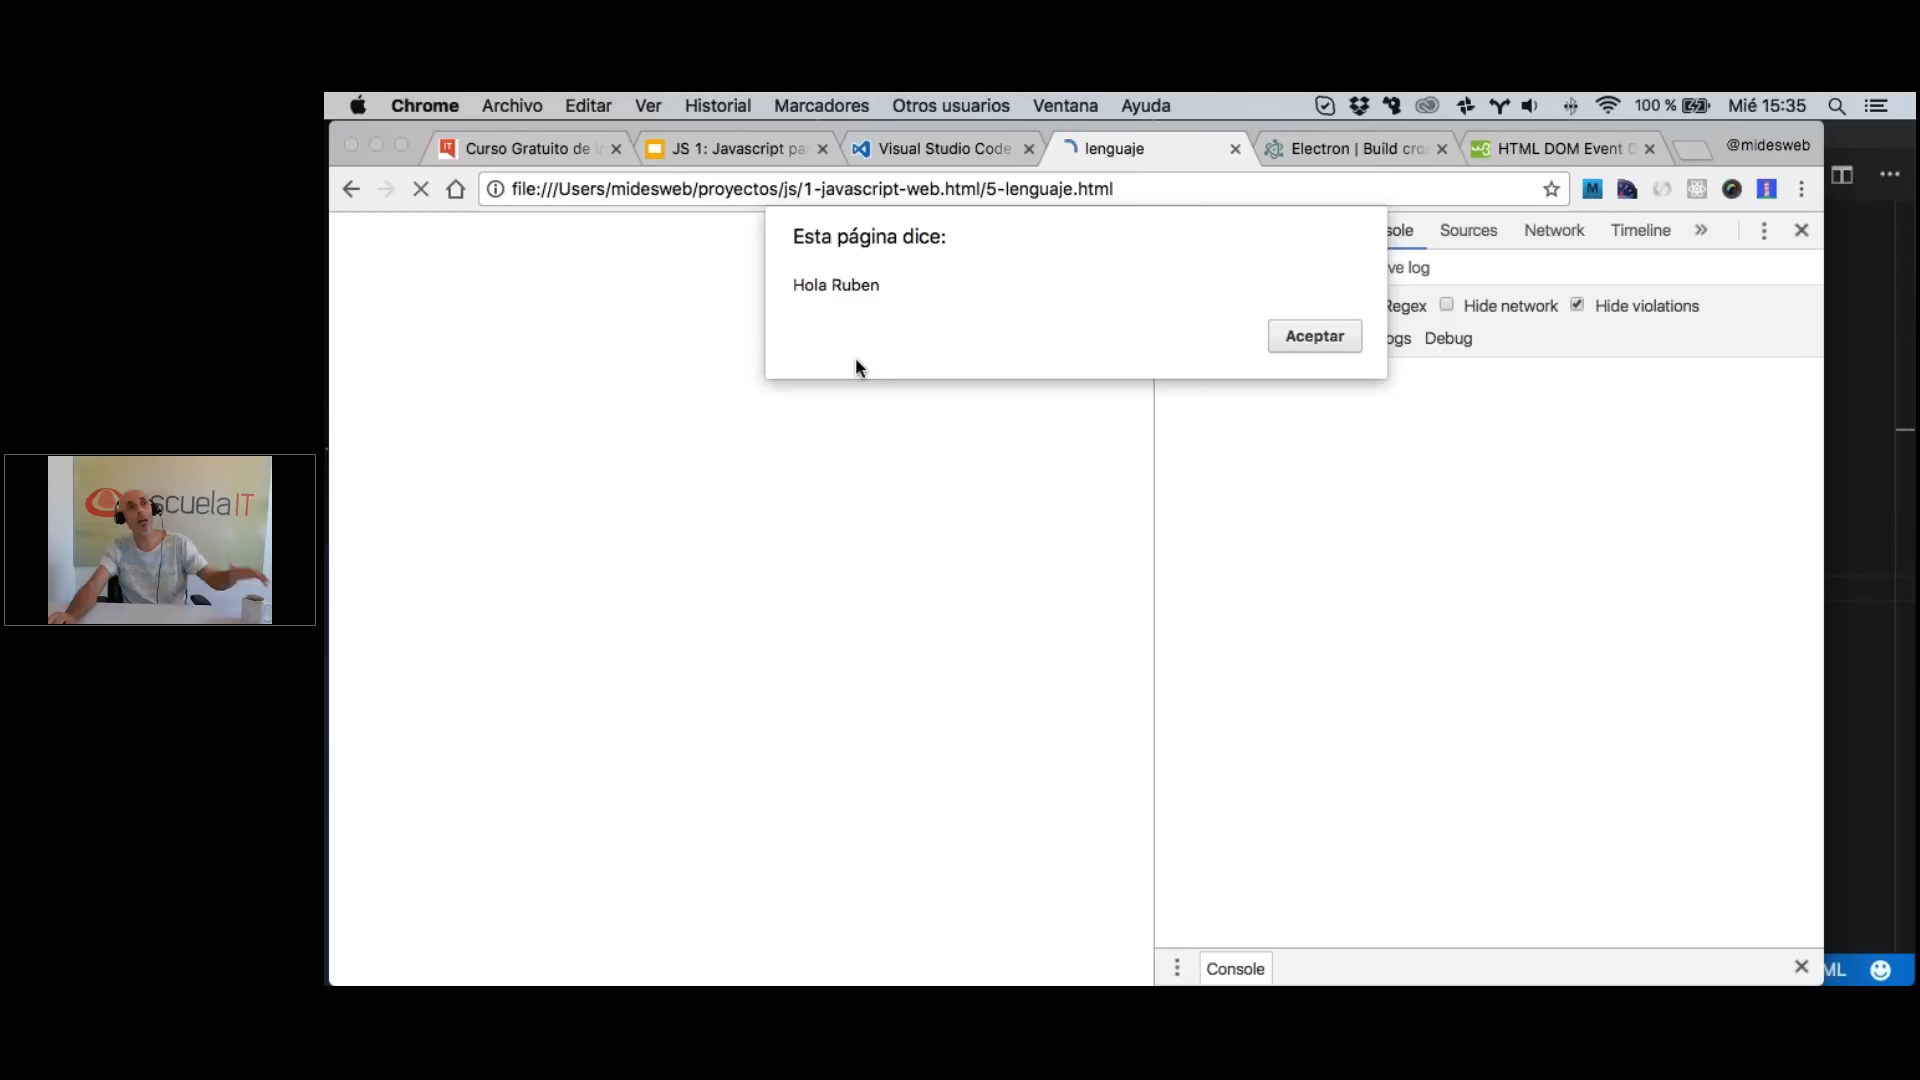 Chrome Archivo Editar Ver Historial Marcadores Otros usuarios Ventana Ayuda 100 % Mié 15:35
Curso Gratuito de JS 1: Javascript pa Visual Studio Code lenguaje Electron | Build cro HTML DOM Event @midesweb
file:///Users/midesweb/proyectos/js/1-javascript-web.html/5-lenguaje.html
Esta página dice:
Hola Ruben
Aceptar
sole Sources Network Timeline
ve log
Regex Hide network Hide violations
ogs Debug
escuelaIT
Console
ML